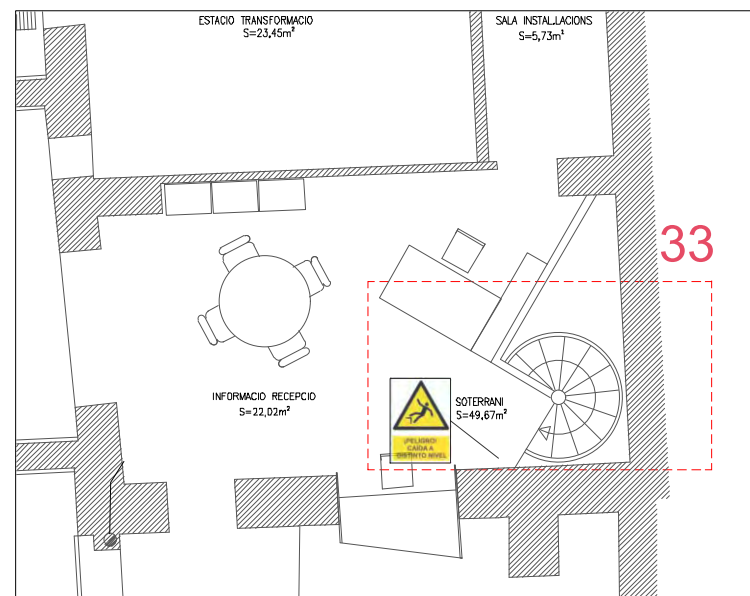 ESTACIO TRANSFORMACIO
S=23,45m²
SALA INSTAL.LACIONS
S=5,73m²
33
INFORMACIO RECEPCIO
S=22,02m²
SOTERRANI
S=49,67m²
¡PELIGRO!
CAIDA A
DISTINTO NIVEL